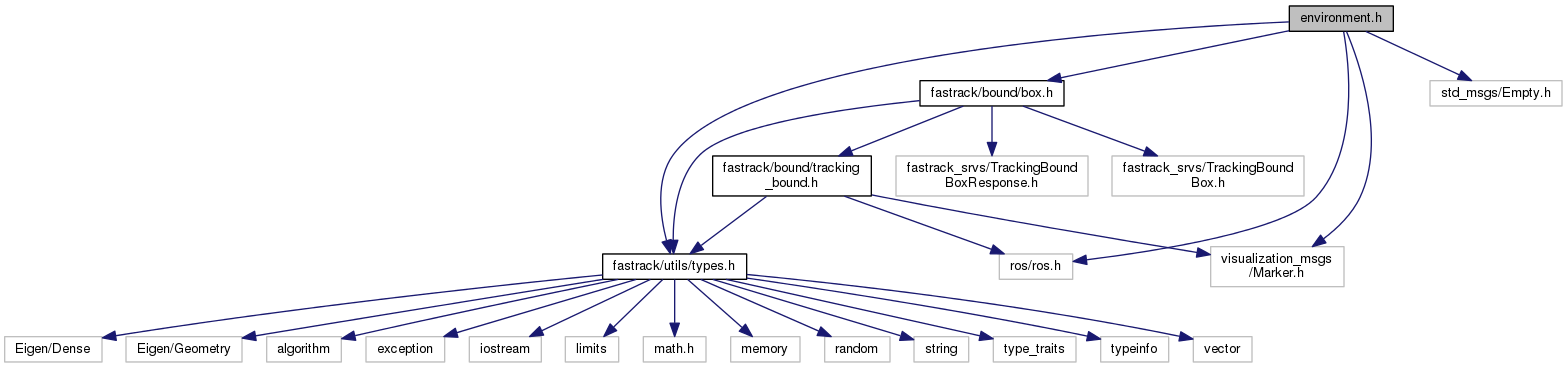 environment.h
fastrack/bound/box.h
std_msgs/Empty.h
fastrack/bound/tracking
_bound.h
fastrack_srvs/TrackingBound
BoxResponse.h
fastrack_srvs/TrackingBound
Box.h
fastrack/utils/types.h
ros/ros.h
visualization_msgs
/Marker.h
Eigen/Dense
Eigen/Geometry
algorithm
exception
iostream
limits
math.h
memory
random
string
type_traits
typeinfo
vector